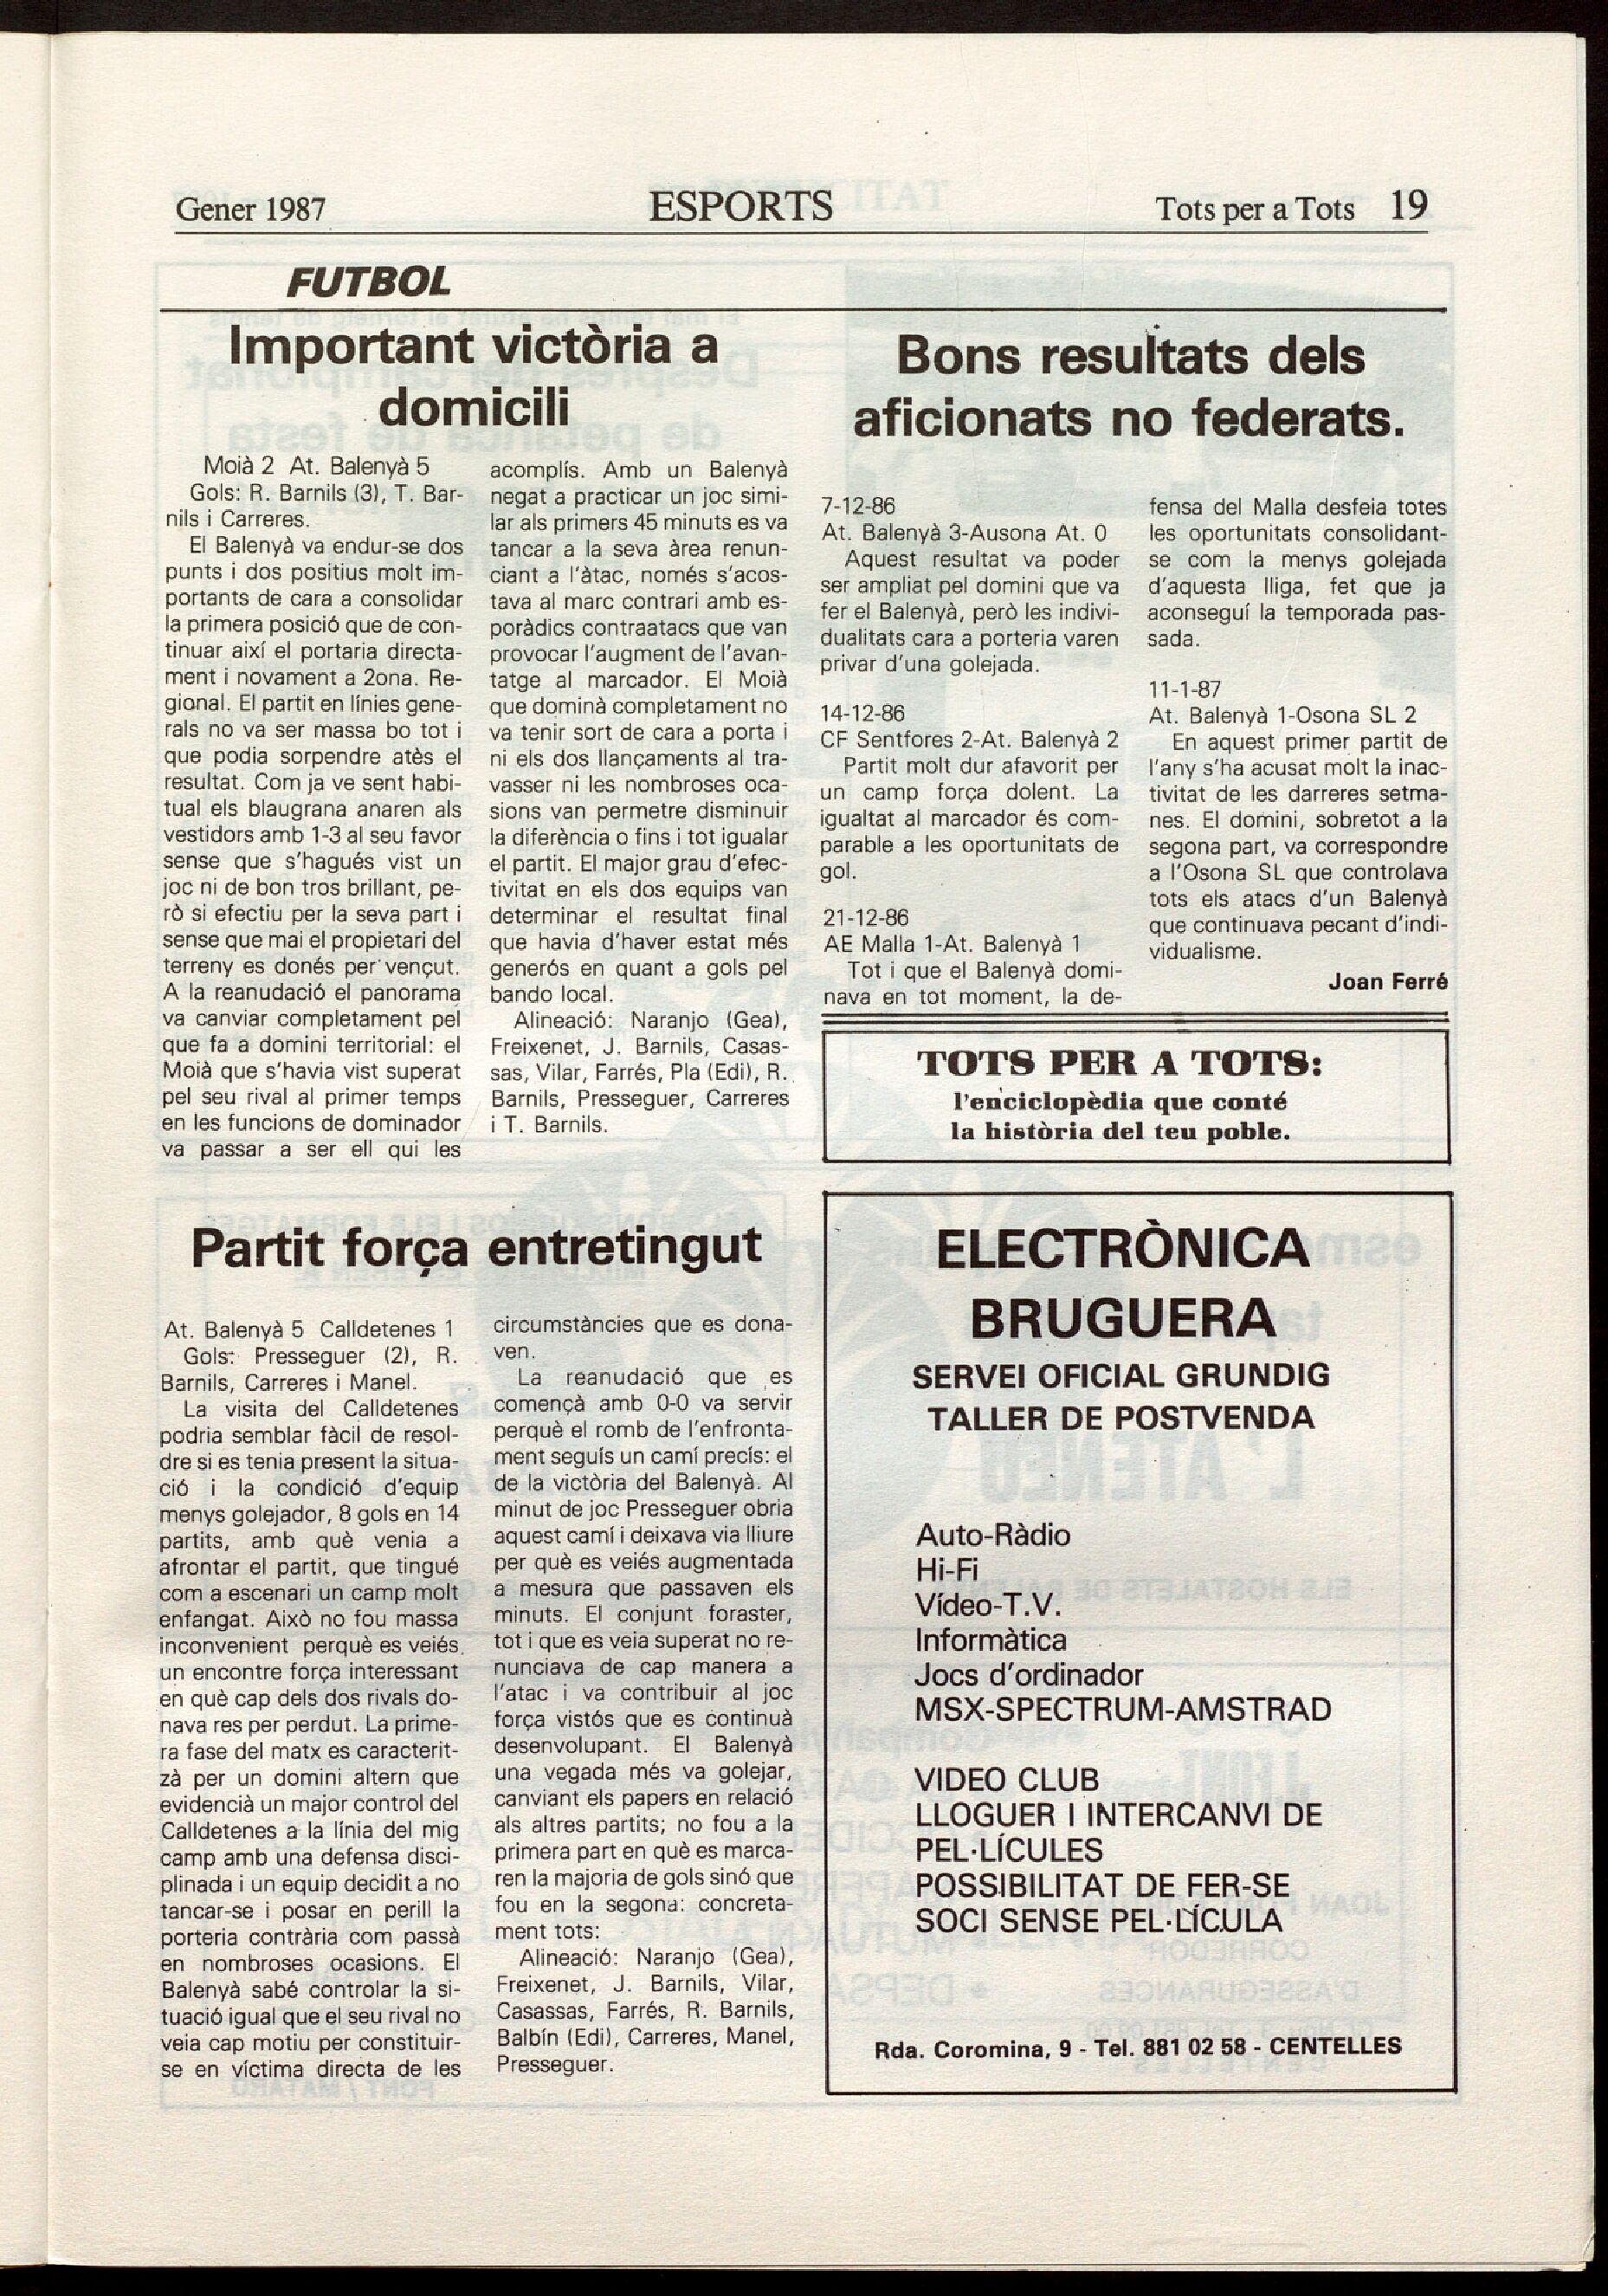 Gener 1987
ESPORTS
Tots per a Tots 19
FUTBOL
Important victòria a
domicili
Moià 2 At. Balenyà 5
Gols: R. Barnils (3), T. Bar-
nils i Carreres.
El Balenyà va endur-se dos
punts i dos positius molt im-
portants de cara a consolidar
la primera posició que de con-
tinuar així el portaria directa-
ment i novament a 2ona. Re-
gional. El partit en línies gene-
rals no va ser massa bo tot i
que podia sorpendre atès el
resultat. Com ja ve sent habi-
tual els blaugrana anaren als
vestidors amb 1-3 al seu favor
sense que s'hagués vist un
joc ni de bon tros brillant, pe-
rò si efectiu per la seva part i
sense que mai el propietari del
terreny es donés per vençut.
A la reanudació el panorama
va canviar completament pel
que fa a domini territorial: el
Moià que s'havia vist superat
pel seu rival al primer temps
en les funcions de dominador
va passar a ser ell qui les
acomplís. Amb un Balenyà
negat a practicar un joc simi-
lar als primers 45 minuts es va
tancar a la seva àrea renun-
ciant a l'àtac, només s'acos-
tava al marc contrari amb es-
poràdics contraatacs que van
provocar l'augment de l'avan-
tatge al marcador. El Moià
que dominà completament no
va tenir sort de cara a porta i
ni els dos llançaments al tra-
vasser ni les nombroses oca-
sions van permetre disminuir
la diferència o fins i tot igualar
el partit. El major grau d'efec-
tivitat en els dos equips van
determinar el resultat final
que havia d'haver estat més
generós en quant a gols pel
bando local.
Alineació: Naranjo (Gea),
Freixenet, J. Barnils, Casas-
sas, Vilar, Farrés, Pla (Edi), R.
Barnils, Presseguer, Carreres
i T. Barnils.
Bons resultats dels
aficionats no federats.
7-12-86
At. Balenyà 3-Ausona At. 0
Aquest resultat va poder
ser ampliat pel domini que va
fer el Balenyà, però les indivi-
dualitats cara a porteria varen
privar d'una golejada.
14-12-86
CF Sentfores 2-At. Balenyà 2
Partit molt dur afavorit per
un camp força dolent. La
igualtat al marcador és com-
parable a les oportunitats de
gol.
21-12-86
AE Malla 1-At. Balenyà 1
Tot i que el Balenyà domi-
nava en tot moment, la de-
fensa del Malla desfeia totes
les oportunitats consolidant-
se com la menys golejada
d'aquesta lliga, fet que ja
aconseguí la temporada pas-
sada.
11-1-87
At. Balenyà 1-Osona SL 2
En aquest primer partit de
l'any s'ha acusat molt la inac-
tivitat de les darreres setma-
nes. El domini, sobretot a la
segona part, va correspondre
a l'Osona SL que controlava
tots els atacs d'un Balenyà
que continuava pecant d'indi-
vidualisme.
Joan Ferré
TOTS PER A TOTS:
l'enciclopèdia que conté
la història del teu poble.
Partit força entretingut
At. Balenyà 5 Calldetenes 1
Gols: Presseguer (2), R.
Barnils, Carreres i Manel.
La visita del Calldetenes
podria semblar fàcil de resol-
dre si es tenia present la situa-
ció i la condició d'equip
menys golejador, 8 gols en 14
partits, amb què venia a
afrontar el partit, que tingué
com a escenari un camp molt
enfangat. Això no fou massa
inconvenient perquè es veiés
un encontre força interessant
en què cap dels dos rivals do-
nava res per perdut. La prime-
ra fase del matx es caracterit-
zà per un domini altern que
evidencià un major control del
Calldetenes a la línia del mig
camp amb una defensa disci-
plinada i un equip decidit a no
tancar-se i posar en perill la
porteria contrària com passà
en nombroses ocasions. El
Balenyà sabé controlar la si-
tuació igual que el seu rival no
veia cap motiu per constituir-
se en víctima directa de les
circumstàncies que es dona-
ven.
La reanudació que es
començà amb 0-0 va servir
perquè el romb de l'enfronta-
ment seguís un camí precís: el
de la victòria del Balenyà. Al
minut de joc Presseguer obria
aquest camí i deixava via lliure
per què es veiés augmentada
a mesura que passaven els
minuts. El conjunt foraster,
tot i que es veia superat no re-
nunciava de cap manera a
l'atac i va contribuir al joc
força vistós que es continuà
desenvolupant. El Balenyà
una vegada més va golejar,
canviant els papers en relació
als altres partits; no fou a la
primera part en què es marca-
ren la majoria de gols sinó que
fou en la segona: concreta-
ment tots:
Alineació: Naranjo (Gea),
Freixenet, J. Barnils, Vilar,
Casassas, Farrés, R. Barnils,
Balbín (Edi), Carreres, Manel,
Presseguer.
ELECTRÒNICA
BRUGUERA
SERVEI OFICIAL GRUNDIG
TALLER DE POSTVENDA
Auto-Ràdio
Hi-Fi
Vídeo-T.V.
Informàtica
Jocs d'ordinador
MSX-SPECTRUM-AMSTRAD
VIDEO CLUB
LLOGUER I INTERCANVI DE
PEL·LÍCULES
POSSIBILITAT DE FER-SE
SOCI SENSE PEL·LÍCULA
Rda. Coromina, 9 - Tel. 881 02 58 - CENTELLES